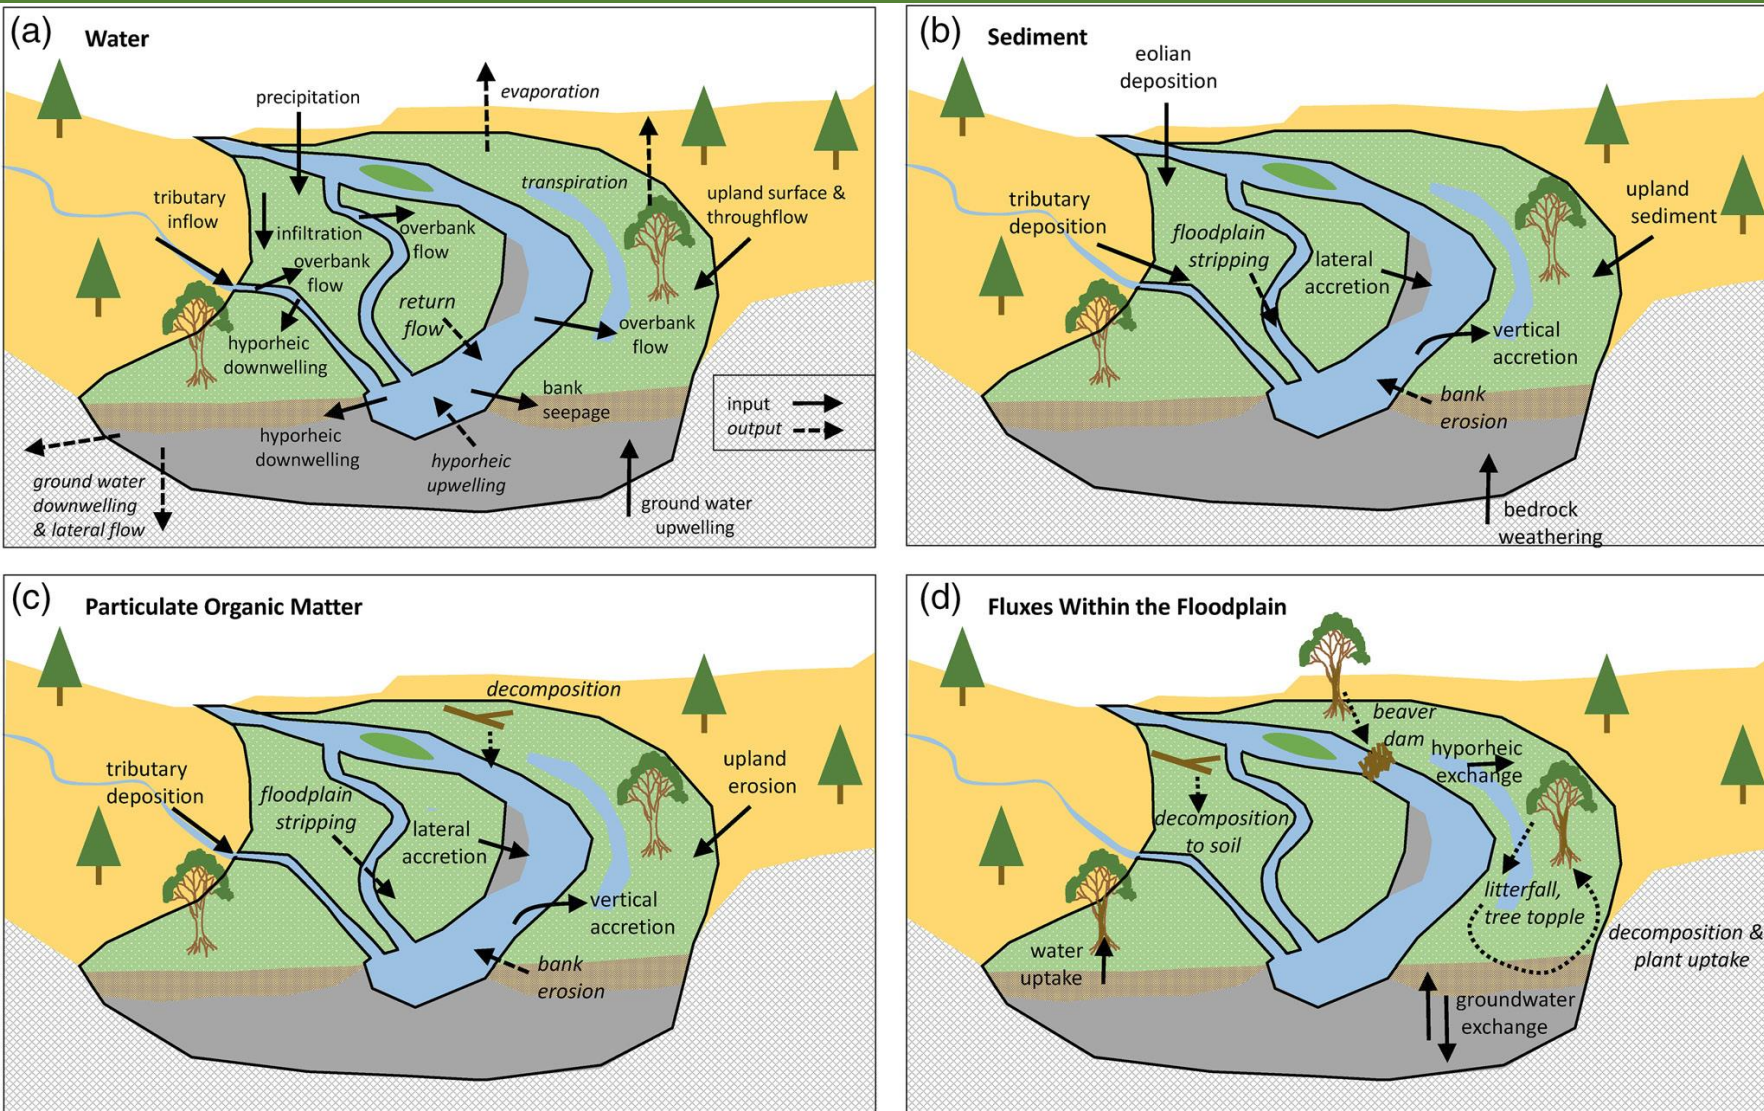 (a) Water
precipitation
evaporation
transpiration
tributary
inflow
upland surface &
throughflow
infiltration
overbank
flow
overbank
flow
return
flow
overbank
flow
hyporheic
downwelling
bank
seepage
input
output
hyporheic
downwelling
hyporheic
upwelling
ground water
downwelling
& lateral flow
ground water
upwelling
(b) Sediment
eolian
deposition
tributary
deposition
floodplain
stripping
lateral
accretion
upland
sediment
vertical
accretion
bank
erosion
bedrock
weathering
(c) Particulate Organic Matter
decomposition
tributary
deposition
floodplain
stripping
lateral
accretion
upland
erosion
vertical
accretion
bank
erosion
(d) Fluxes Within the Floodplain
beaver
dam
hyporheic
exchange
decomposition
to soil
litterfall,
tree topple
decomposition &
plant uptake
water
uptake
groundwater
exchange